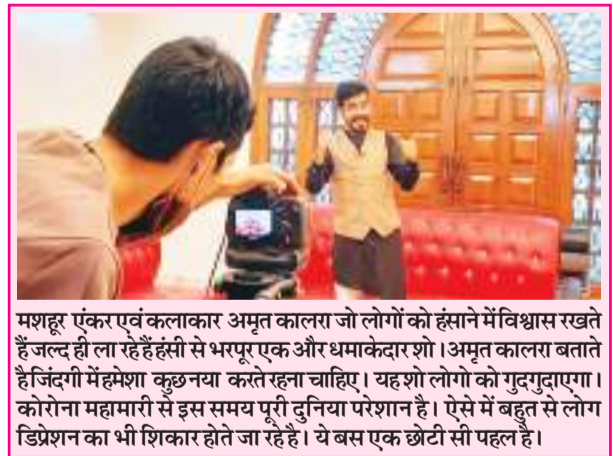 मशहूर एंकर एवं कलाकार अमृत कालरा जो लोगों को हंसाने में विश्वास रखते
हैं जल्द ही ला रहे हैं हंसी से भरपूर एक और धमाकेदार शो । अमृत कालरा बताते
है जिंदगी में हमेशा कुछ नया करते रहना चाहिए । यह शो लोगो को गुदगुदाएगा ।
कोरोना महामारी से इस समय पूरी दुनिया परेशान है । ऐसे में बहुत से लोग
डिप्रेशन का भी शिकार होते जा रहे है । ये बस एक छोटी सी पहल है ।